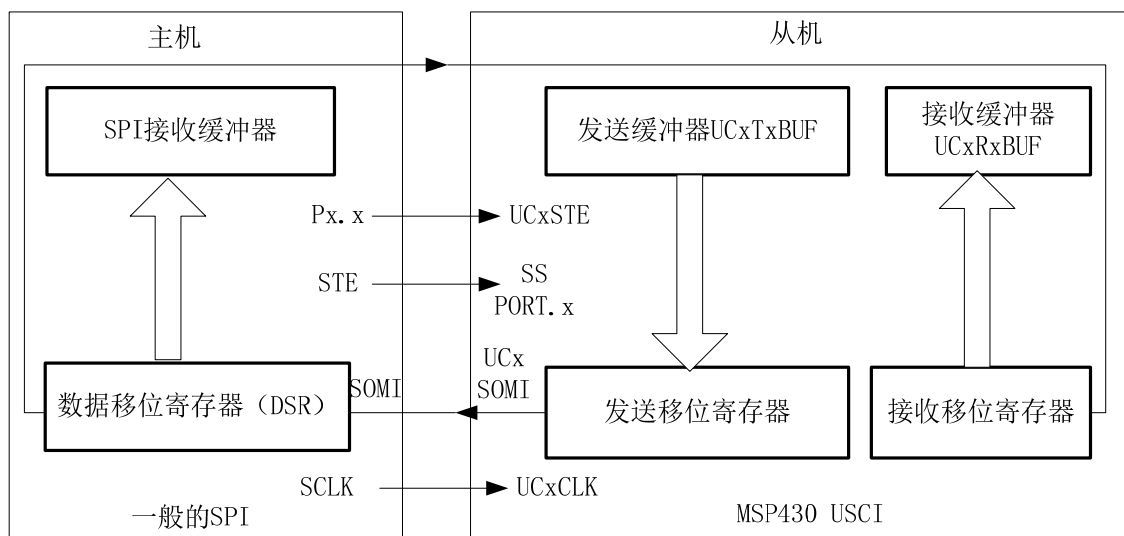 主机
从机
SPI接收缓冲器
发送缓冲器UCxTxBUF
接收缓冲器
UCxRxBUF
Px.x
UCxSTE
STE
SS
PORT.x
UCx
SOMI
SOMI
数据移位寄存器（DSR）
发送移位寄存器
接收移位寄存器
SCLK
UCxCLK
一般的SPI
MSP430 USCI